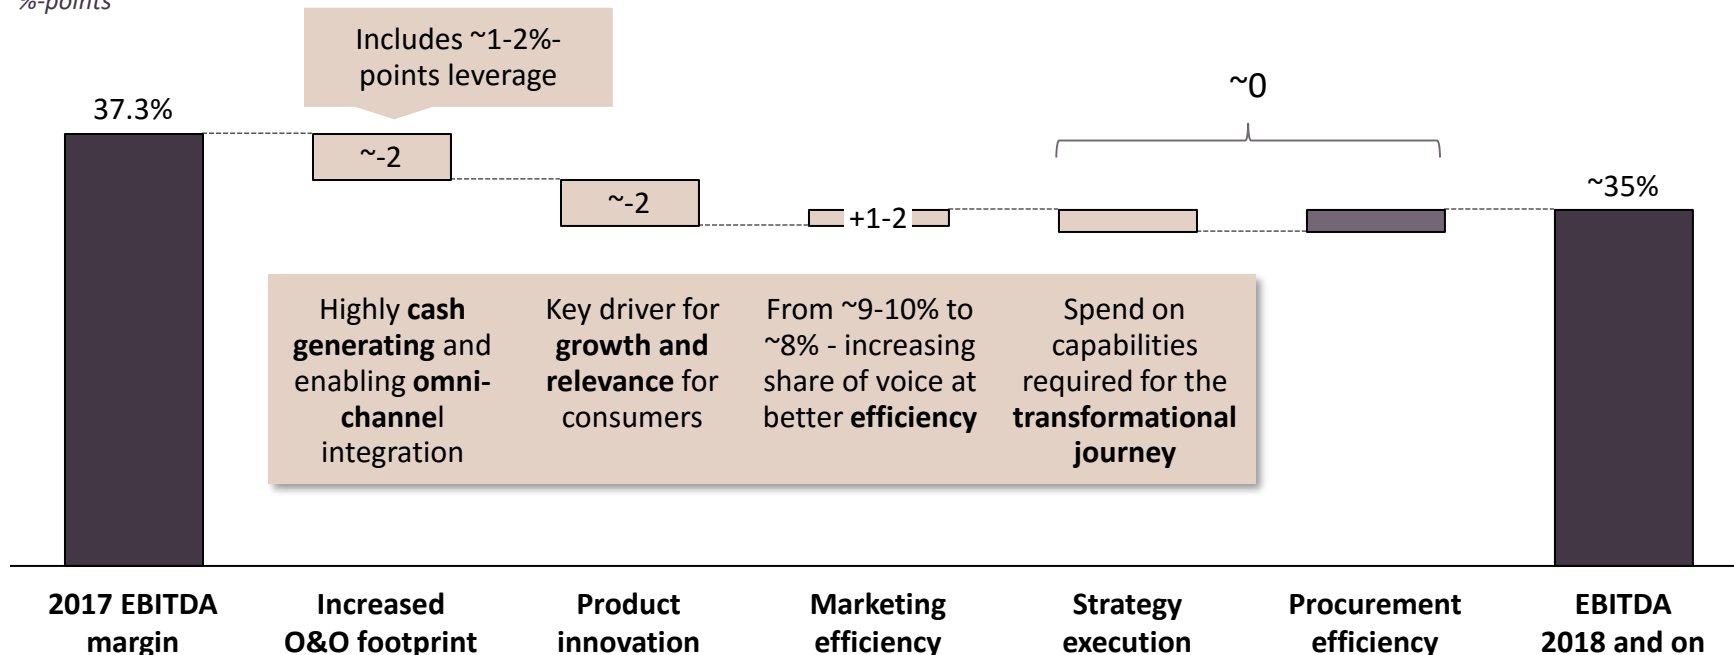 %-points
Includes ~1-2%-
points leverage
~0
37.3%
~-2
~-2
+1-2
~35%
Highly cash
generating and
enabling omni-
channel
integration
Key driver for
growth and
relevance for
consumers
From ~9-10% to
~8% - increasing
share of voice at
better efficiency
Spend on
capabilities
required for the
transformational
journey
2017 EBITDA
margin
Increased
O&O footprint
Product
innovation
Marketing
efficiency
Strategy
execution
Procurement
efficiency
EBITDA
2018 and on